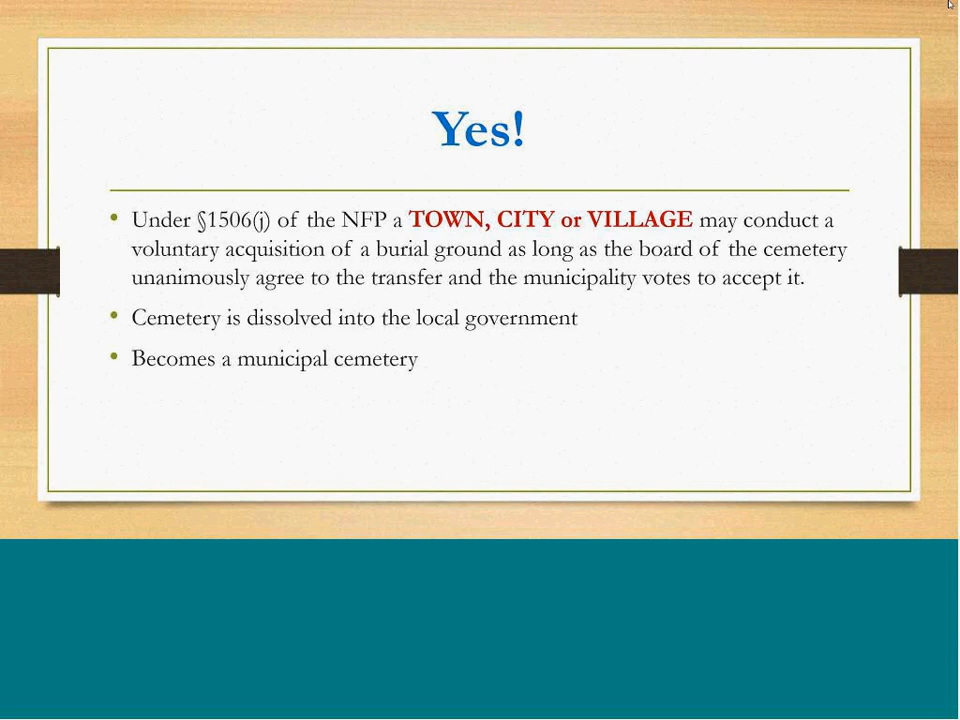 Yes!
• Under §1506(j) of the NFP a TOWN, CITY or VILLAGE may conduct a
voluntary acquisition of a burial ground as long as the board of the cemetery
unanimously agree to the transfer and the municipality votes to accept it.
• Cemetery is dissolved into the local government
• Becomes a municipal cemetery